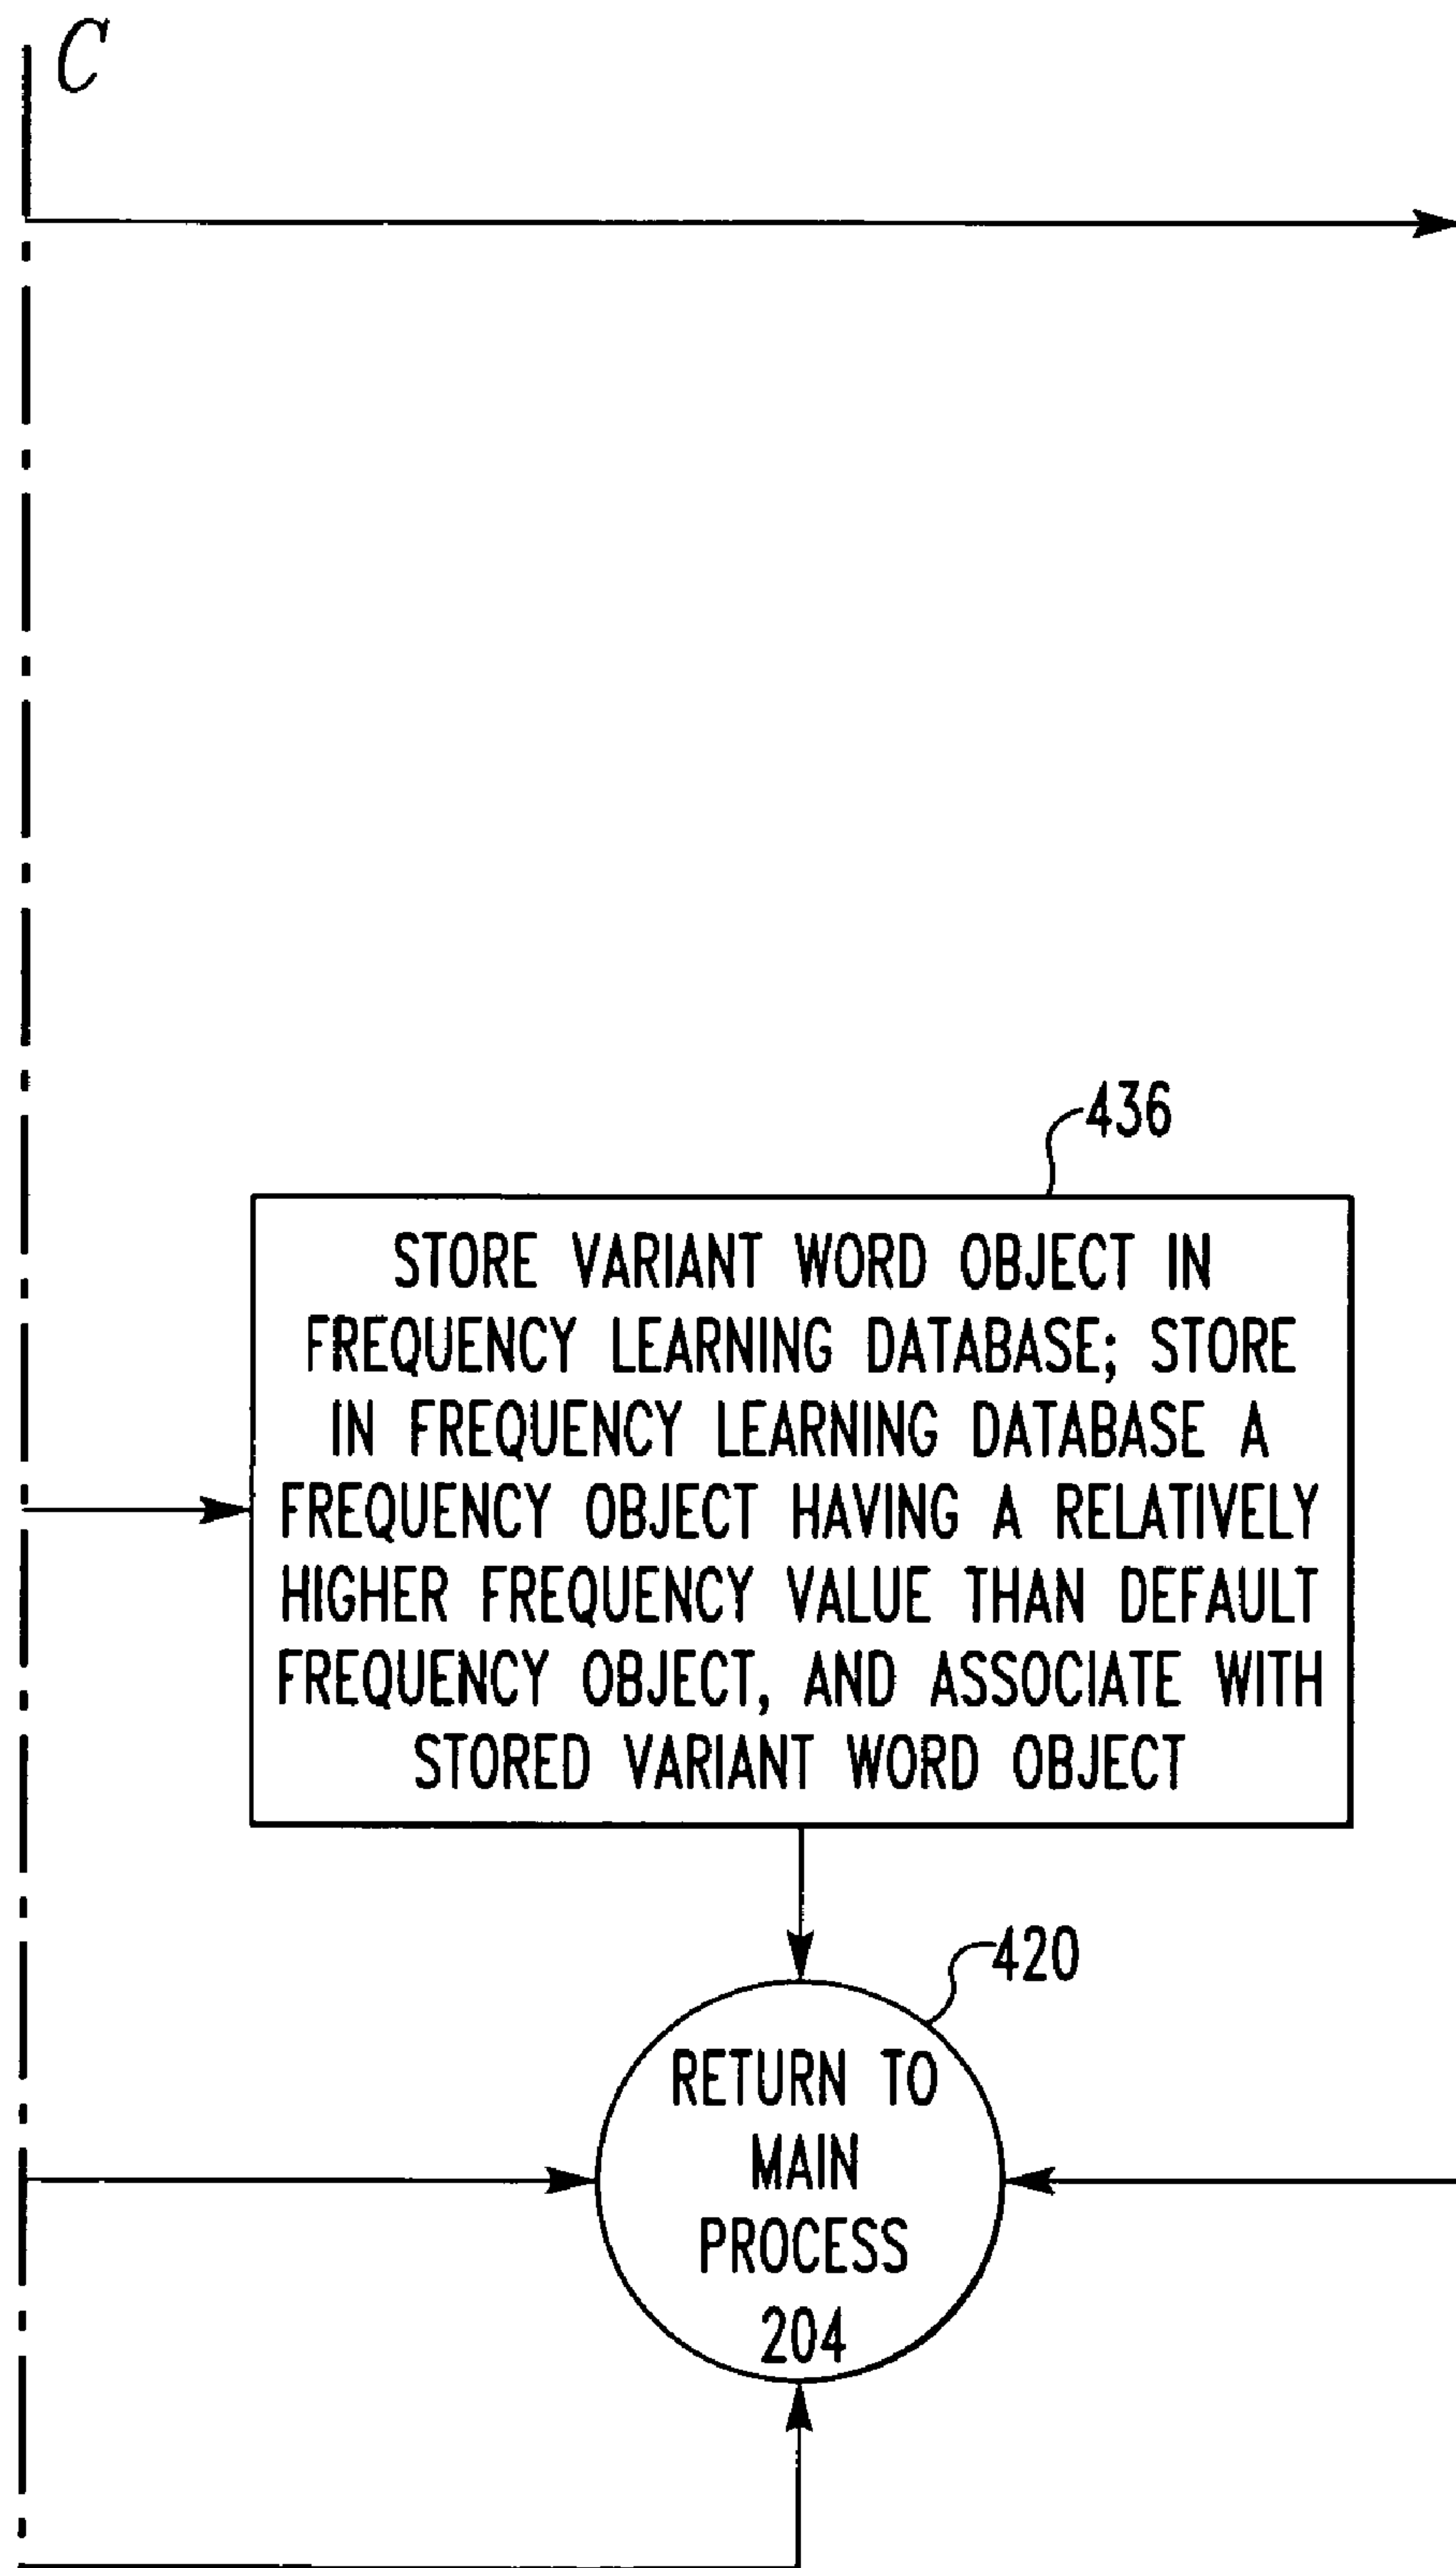 C
436
STORE VARIANT WORD OBJECT IN
FREQUENCY LEARNING DATABASE; STORE
IN FREQUENCY LEARNING DATABASE A
FREQUENCY OBJECT HAVING A RELATIVELY
HIGHER FREQUENCY VALUE THAN DEFAULT
FREQUENCY OBJECT, AND ASSOCIATE WITH
STORED VARIANT WORD OBJECT
420
RETURN TO
MAIN
PROCESS
204